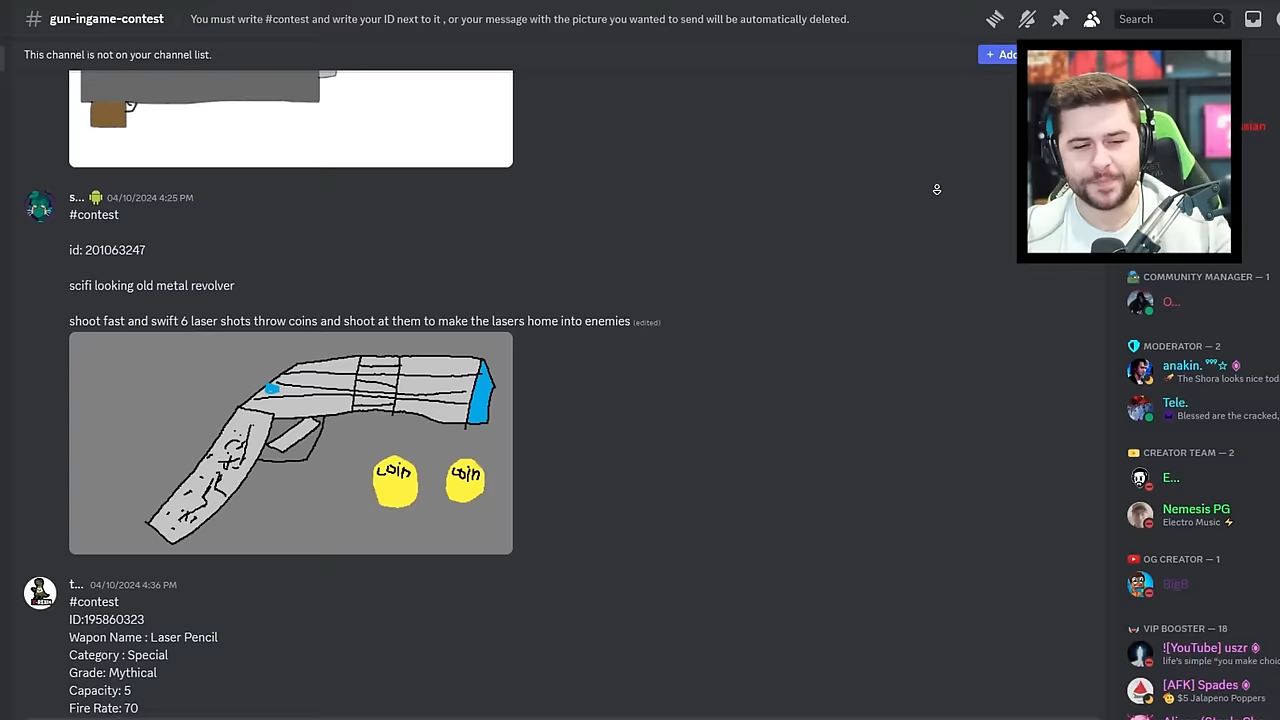 # gun-ingame-contest
You must write #contest and write your ID next to it , or your message with the picture you wanted to send will be automatically deleted.
Search
This channel is not on your channel list.
+ Add
s... 04/10/2024 4:25 PM
#contest
id: 201063247
scifi looking old metal revolver
shoot fast and swift 6 laser shots throw coins and shoot at them to make the lasers home into enemies (edited)
coin coin
t... 04/10/2024 4:36 PM
#contest
ID:195860323
Wapon Name : Laser Pencil
Category : Special
Grade: Mythical
Capacity: 5
Fire Rate: 70
COMMUNITY MANAGER — 1
O...
MODERATOR — 2
anakin. ⁹⁹⁹☆
The Shora looks nice tod
Tele.
Blessed are the cracked,
CREATOR TEAM — 2
E...
Nemesis PG
Electro Music ⚡
OG CREATOR — 1
BigB
VIP BOOSTER — 18
![YouTube] uszr
life's simple "you make choic
[AFK] Spades
$5 Jalapeno Poppers